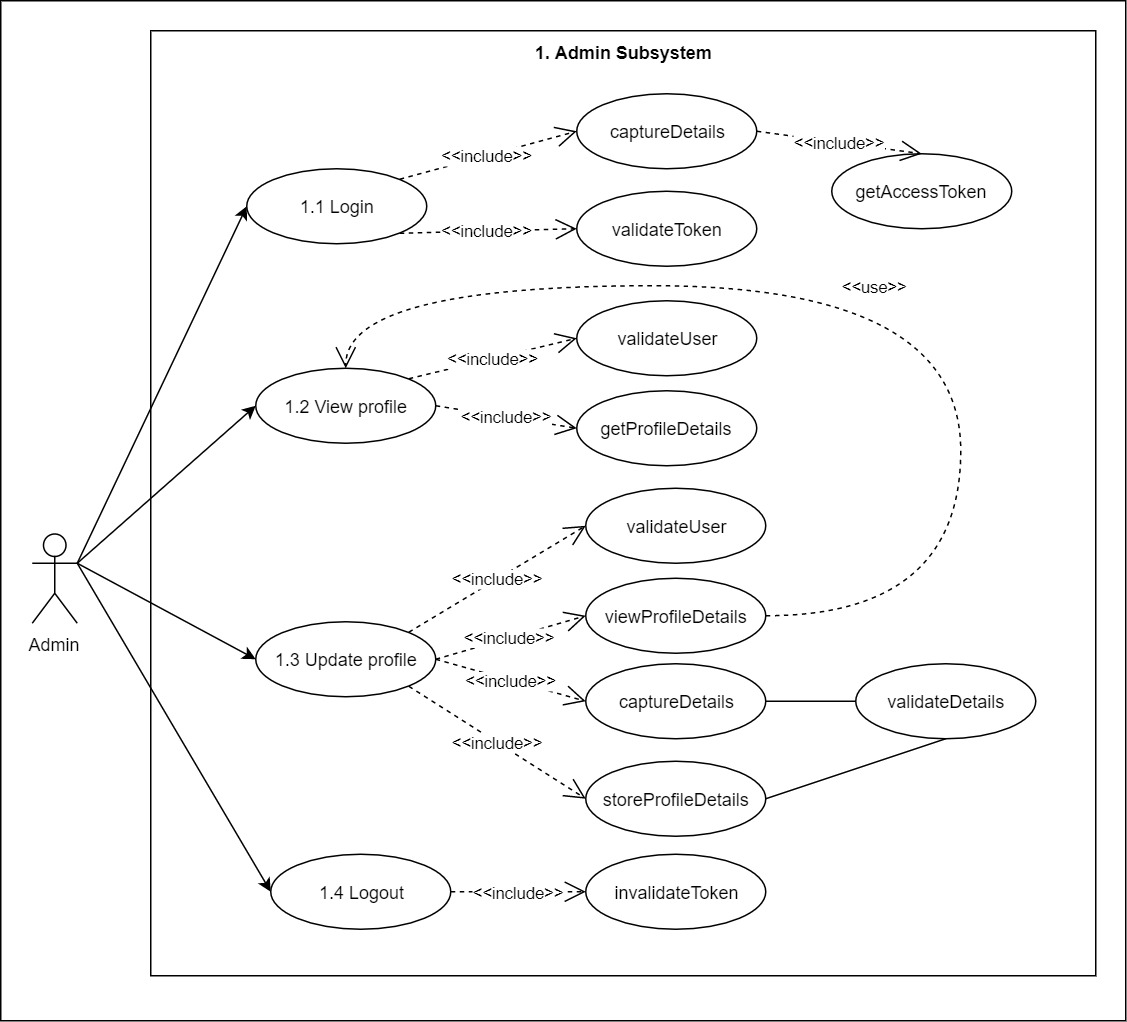 1. Admin Subsystem
captureDetails
<<include>>
<<include>>
getAccessToken
1.1 Login
<<include>>
validateToken
<<use>>
validateUser
<<include>>
1.2 View profile
<<include>>
getProfileDetails
validateUser
<<include>>
viewProfileDetails
<<include>>
Admin
1.3 Update profile
<<include>>
captureDetails
validateDetails
<<include>>
storeProfileDetails
1.4 Logout
<<include>>
invalidateToken